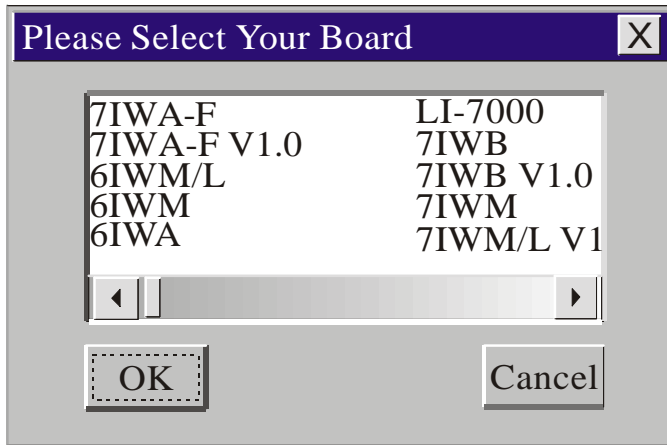 Please Select Your Board X
7IWA-F
7IWA-F V1.0
6IWM/L
6IWM
6IWA
LI-7000
7IWB
7IWB V1.0
7IWM
7IWM/L V1
OK
Cancel